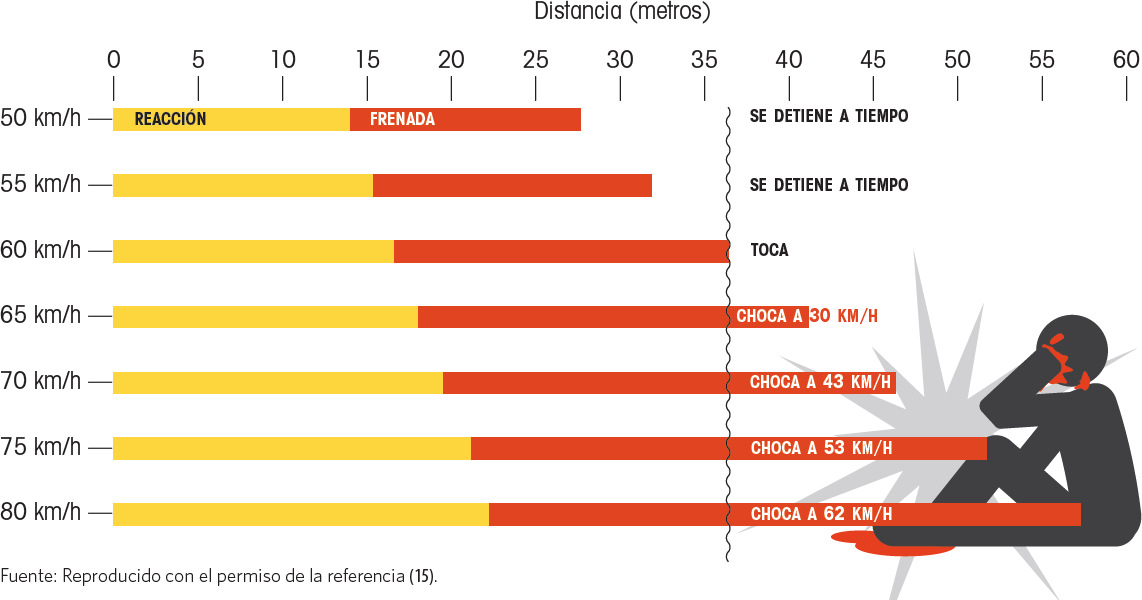 Distancia (metros)
0 5 10 15 20 25 30 35 40 45 50 55 60
50 km/h REACCIÓN FRENADA SE DETIENE A TIEMPO
55 km/h SE DETIENE A TIEMPO
60 km/h TOCA
65 km/h CHOCA A 30 KM/H
70 km/h CHOCA A 43 KM/H
75 km/h CHOCA A 53 KM/H
80 km/h CHOCA A 62 KM/H
Fuente: Reproducido con el permiso de la referencia (15).